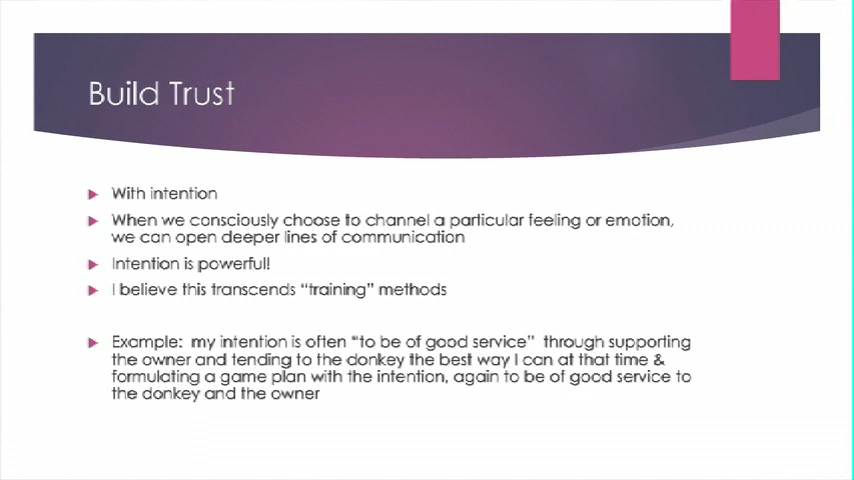 Build Trust
With intention
When we consciously choose to channel a particular feeling or emotion,
we can open deeper lines of communication
Intention is powerful!
I believe this transcends “training” methods
Example: my intention is often “to be of good service” through supporting
the owner and tending to the donkey the best way I can at that time &
formulating a game plan with the intention, again to be of good service to
the donkey and the owner